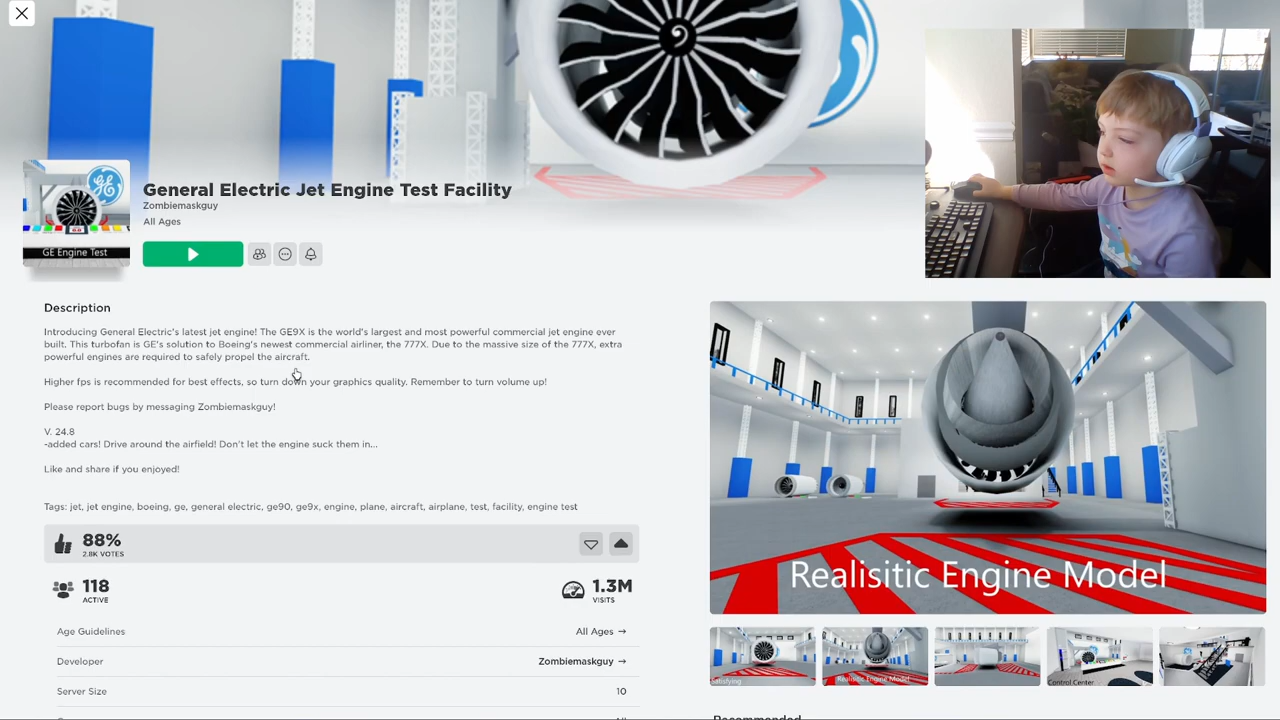 General Electric Jet Engine Test Facility
Zombiemaskguy
All Ages
GE Engine Test
Description
Introducing General Electric's latest jet engine! The GE9X is the world's largest and most powerful commercial jet engine ever
built. This turbofan is GE's solution to Boeing's newest commercial airliner, the 777X. Due to the massive size of the 777X, extra
powerful engines are required to safely propel the aircraft.
Higher fps is recommended for best effects, so turn down your graphics quality. Remember to turn volume up!
Please report bugs by messaging Zombiemaskguy!
V. 24.8
-added cars! Drive around the airfield! Don't let the engine suck them in...
Like and share if you enjoyed!
Tags: jet, jet engine, boeing, ge, general electric, ge90, ge9x, engine, plane, aircraft, airplane, test, facility, engine test
88%
2.8K VOTES
118
ACTIVE
1.3M
VISITS
Age Guidelines
All Ages →
Developer
Zombiemaskguy →
Server Size
10
Realisitic Engine Model
Satisfying
Realisitic Engine Model
Control Center